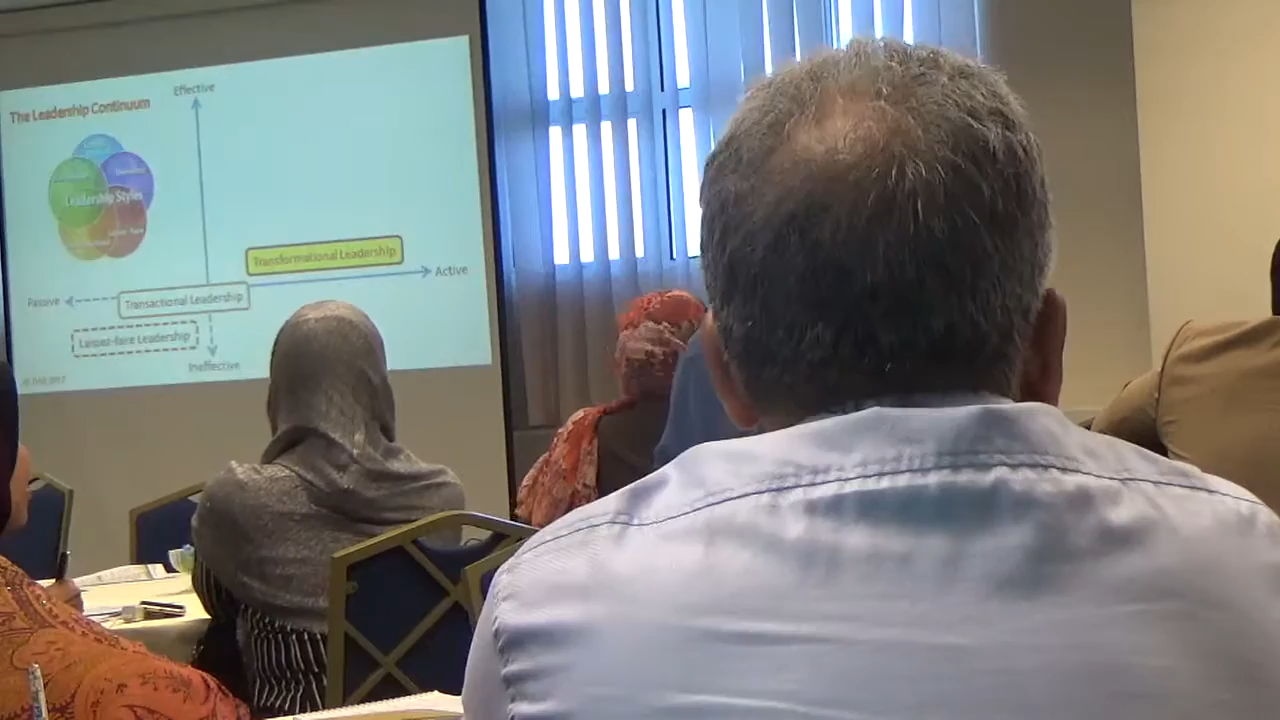 The Leadership Continuum
Effective
Leadership Styles
Transformational Leadership
Active
Passive
Transactional Leadership
Laissez-faire Leadership
Ineffective